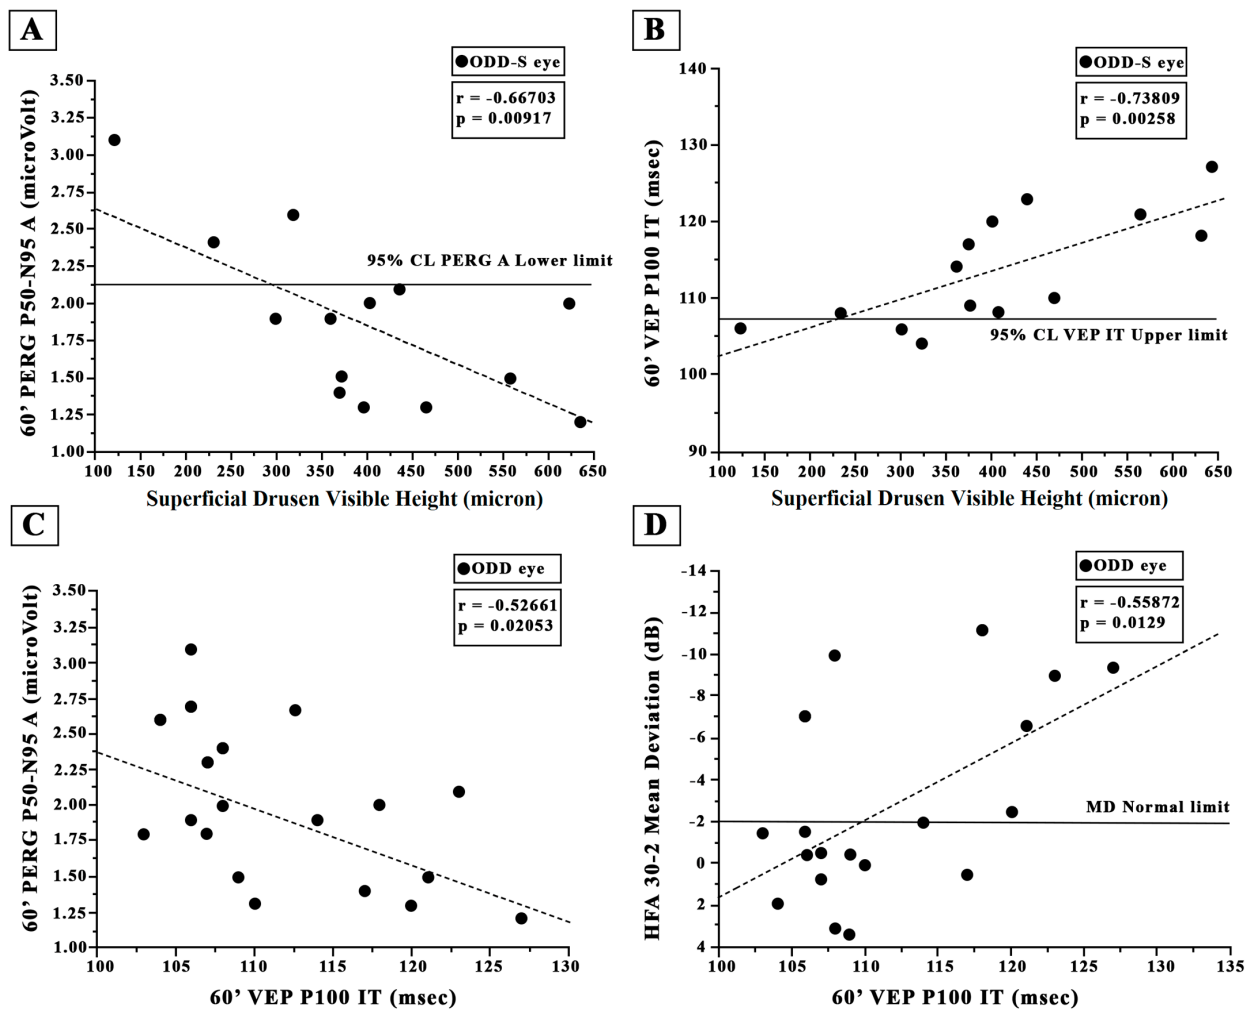 A
ODD-S eye
r = -0.66703
p = 0.00917
60' PERG P50-N95 A (microVolt)
3.50
3.25
3.00
2.75
2.50
2.25
2.00
1.75
1.50
1.25
1.00
95% CL PERG A Lower limit
100 150 200 250 300 350 400 450 500 550 600 650
Superficial Drusen Visible Height (micron)
B
ODD-S eye
r = -0.73809
p = 0.00258
60' VEP P100 IT (msec)
140
130
120
110
100
90
95% CL VEP IT Upper limit
100 150 200 250 300 350 400 450 500 550 600 650
Superficial Drusen Visible Height (micron)
C
ODD eye
r = -0.52661
p = 0.02053
60' PERG P50-N95 A (microVolt)
3.50
3.25
3.00
2.75
2.50
2.25
2.00
1.75
1.50
1.25
1.00
100 105 110 115 120 125 130
60' VEP P100 IT (msec)
D
ODD eye
r = -0.55872
p = 0.0129
HFA 30-2 Mean Deviation (dB)
-14
-12
-10
-8
-6
-4
-2
0
2
4
MD Normal limit
100 105 110 115 120 125 130 135
60' VEP P100 IT (msec)